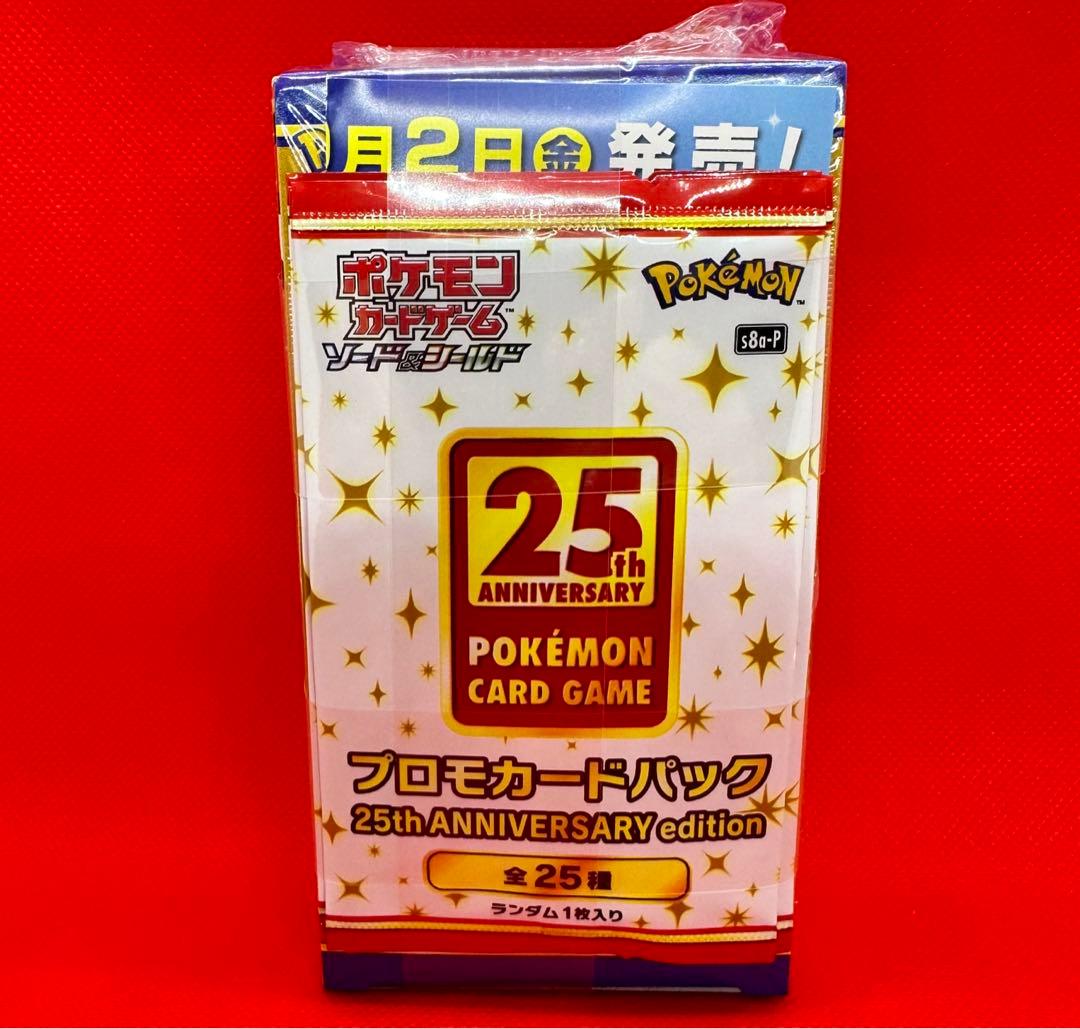 月2日金発売！
ポケモン
カードゲーム
ソード&シールド
POKéMON
s8a-P
25th
ANNIVERSARY
POKÉMON
CARD GAME
プロモカードパック
25th ANNIVERSARY edition
全25種
ランダム1枚入り